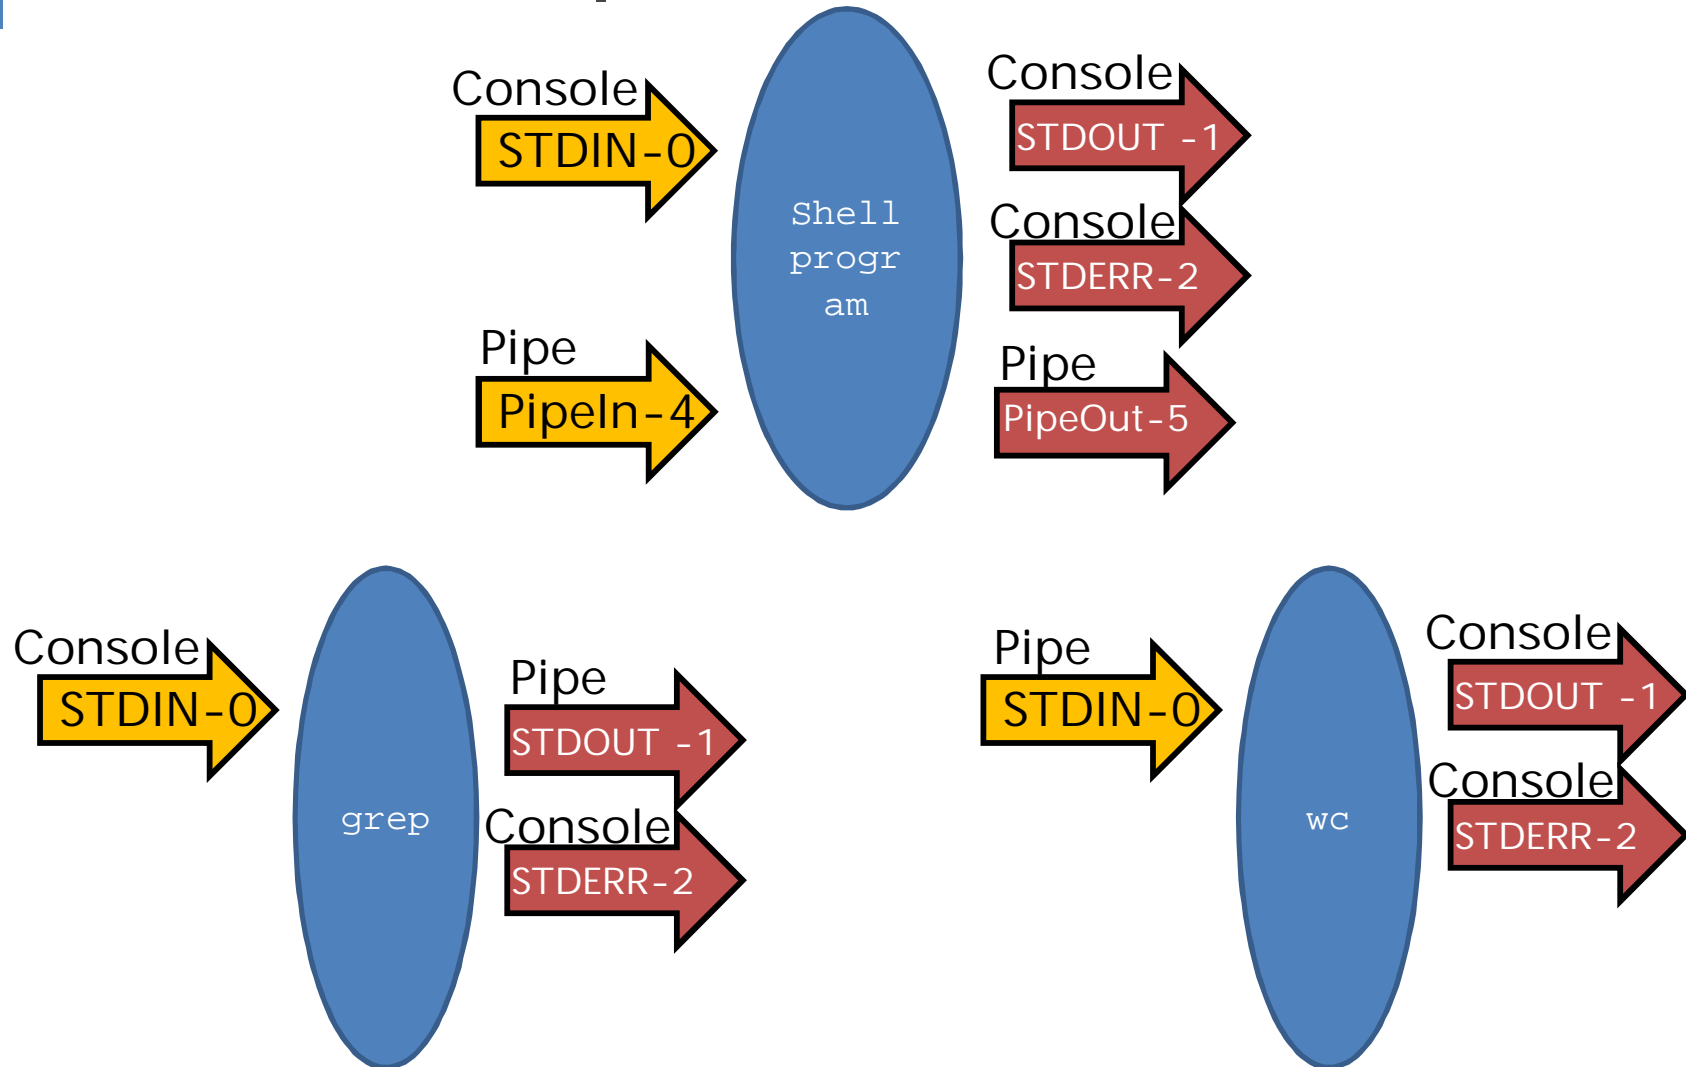 Console
STDIN-0
Pipe
PipeIn-4
Shell
progr
am
Console
STDOUT -1
Console
STDERR-2
Pipe
PipeOut-5
Console
STDIN-0
grep
Pipe
STDOUT -1
Console
STDERR-2
Pipe
STDIN-0
wc
Console
STDOUT -1
Console
STDERR-2